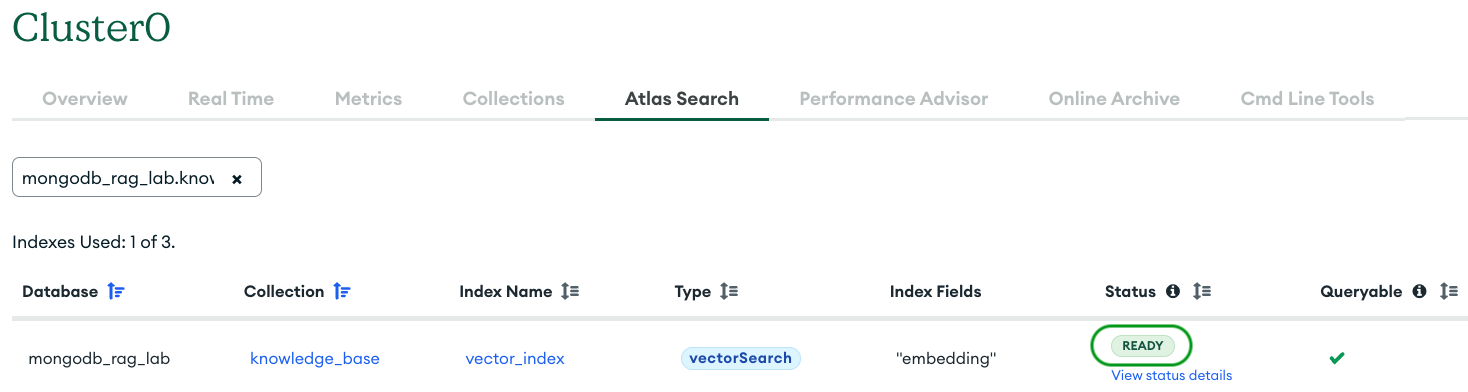 Cluster0
Overview Real Time Metrics Collections Atlas Search Performance Advisor Online Archive Cmd Line Tools
mongodb_rag_lab.knov ×
Indexes Used: 1 of 3.
Database Collection Index Name Type Index Fields Status Queryable
mongodb_rag_lab knowledge_base vector_index vectorSearch "embedding" READY
View status details